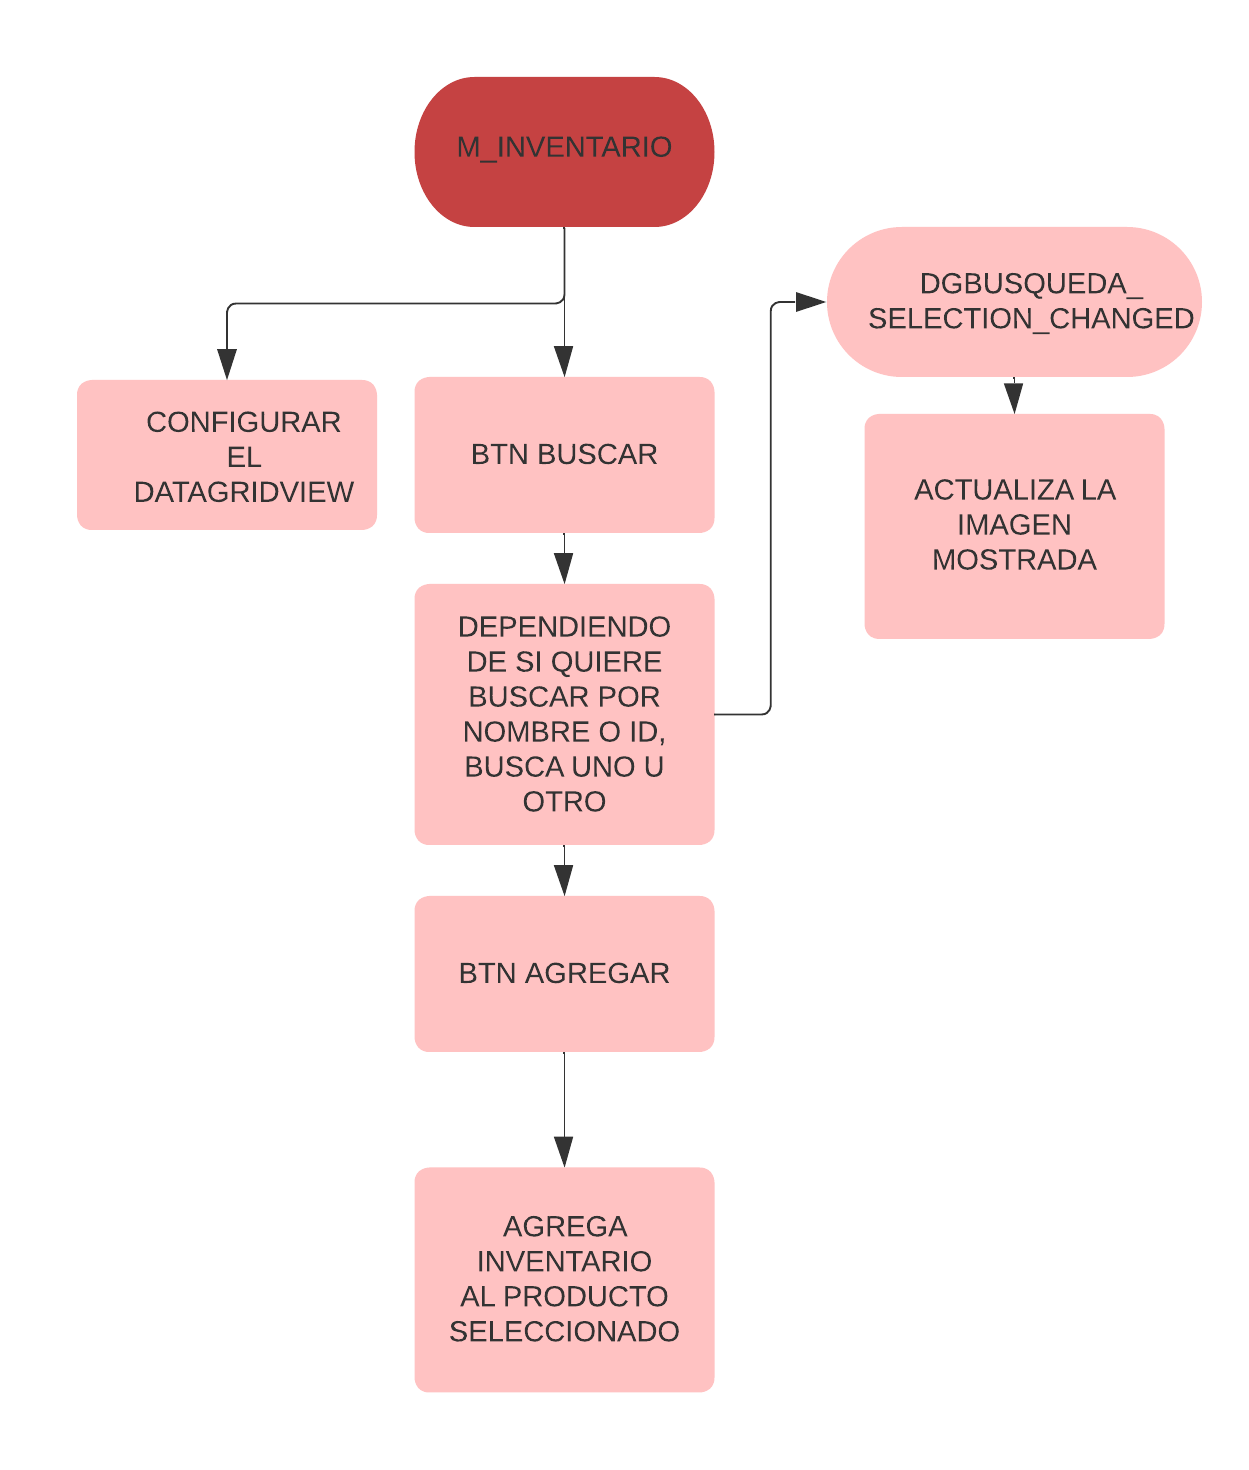 M_INVENTARIO
CONFIGURAR
EL
DATAGRIDVIEW
BTN BUSCAR
DEPENDIENDO
DE SI QUIERE
BUSCAR POR
NOMBRE O ID,
BUSCA UNO U
OTRO
DGBUSQUEDA_
SELECTION_CHANGED
ACTUALIZA LA
IMAGEN
MOSTRADA
BTN AGREGAR
AGREGA
INVENTARIO
AL PRODUCTO
SELECCIONADO